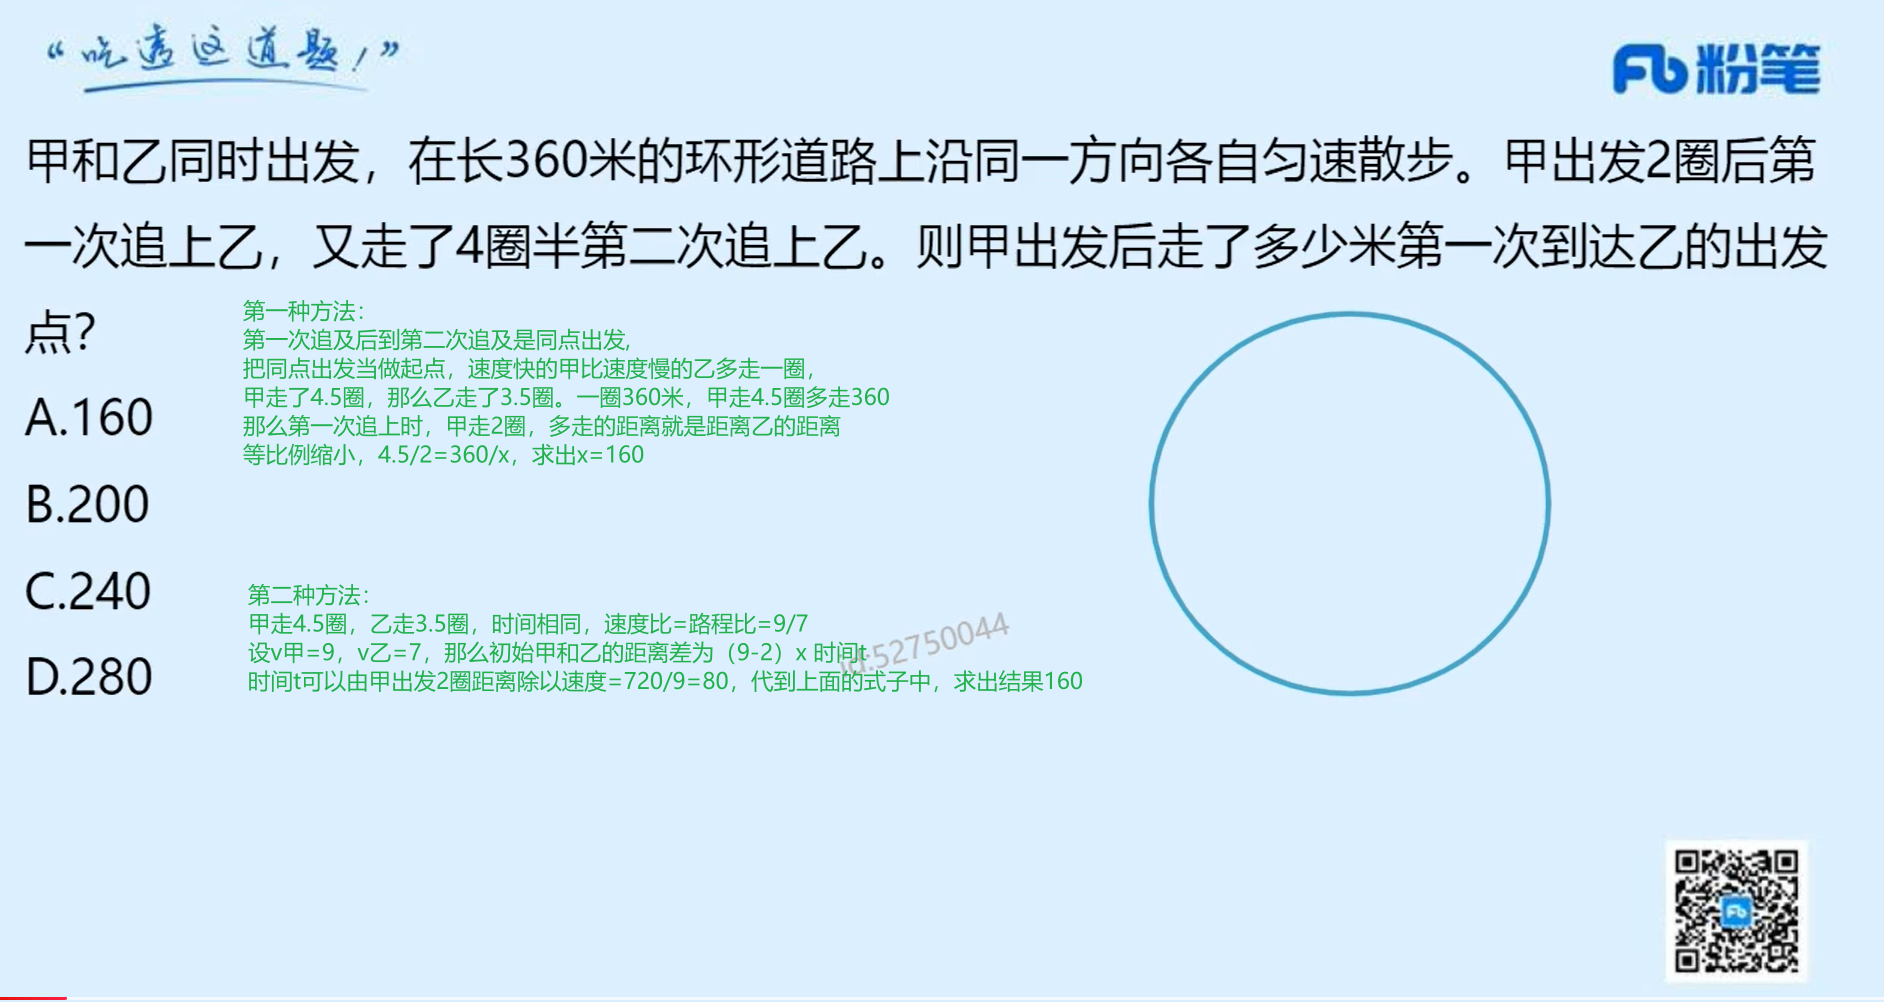 “吃透这道题！”
粉笔
甲和乙同时出发，在长360米的环形道路上沿同一方向各自匀速散步。甲出发2圈后第
一次追上乙，又走了4圈半第二次追上乙。则甲出发后走了多少米第一次到达乙的出发
点？
第一种方法：
第一次追及后到第二次追及是同点出发,
把同点出发当做起点，速度快的甲比速度慢的乙多走一圈，
甲走了4.5圈，那么乙走了3.5圈。一圈360米，甲走4.5圈多走360
那么第一次追上时，甲走2圈，多走的距离就是距离乙的距离
等比例缩小，4.5/2=360/x，求出x=160
A.160
B.200
C.240
D.280
第二种方法：
甲走4.5圈，乙走3.5圈，时间相同，速度比=路程比=9/7
设v甲=9，v乙=7，那么初始甲和乙的距离差为（9-2）x 时间t
时间t可以由甲出发2圈距离除以速度=720/9=80，代到上面的式子中，求出结果160
id:52750044